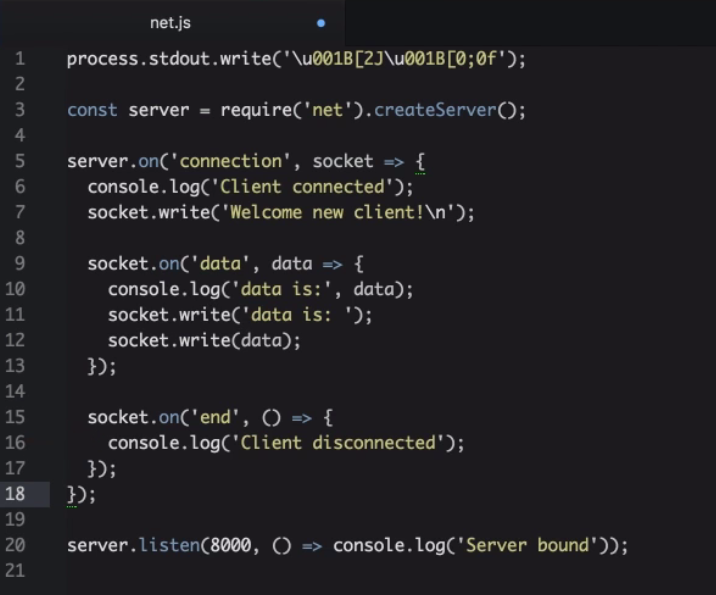 net.js
1 process.stdout.write('\u001B[2J\u001B[0;0f');
2
3 const server = require('net').createServer();
4
5 server.on('connection', socket => {
6   console.log('Client connected');
7   socket.write('Welcome new client!\n');
8
9   socket.on('data', data => {
10     console.log('data is:', data);
11     socket.write('data is: ');
12     socket.write(data);
13   });
14
15   socket.on('end', () => {
16     console.log('Client disconnected');
17   });
18 });
19
20 server.listen(8000, () => console.log('Server bound'));
21